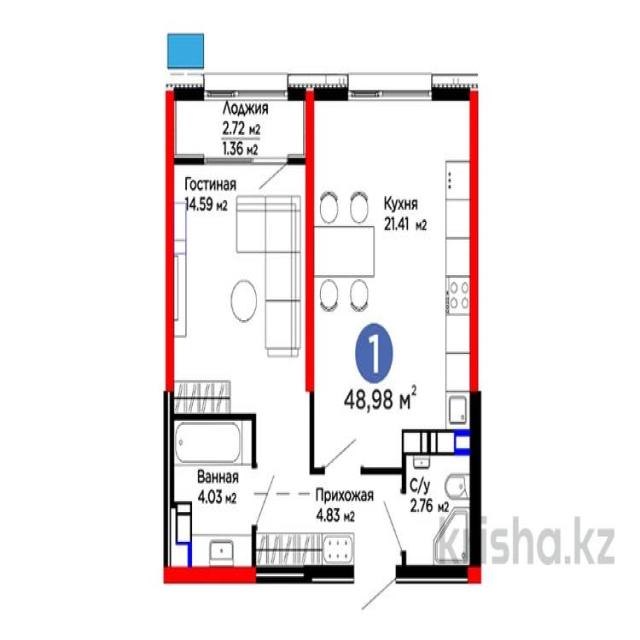 Лоджия
2.72 м2
1.36 м2
Гостиная
14.59 м2
Кухня
21.41 м2
1
48,98 м2
Ванная
4.03 м2
Прихожая
4.83 м2
С/у
2.76 м2
krisha.kz